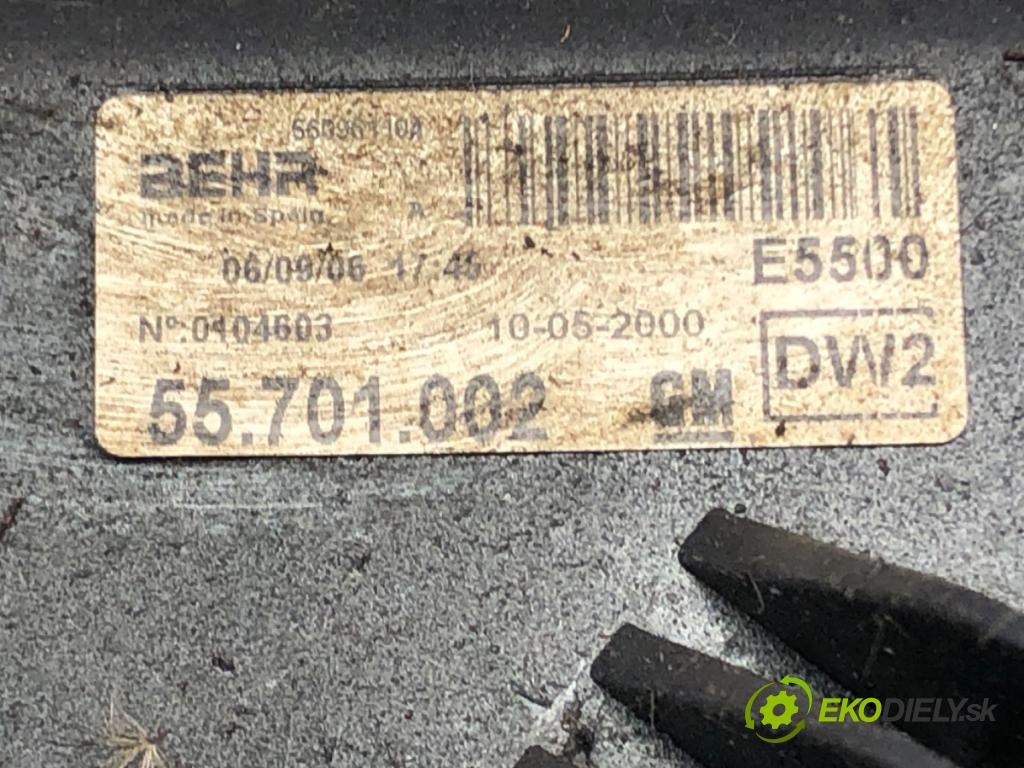 BEHR
made in Spain A
06/09/06 17:45
E5500
Nº:0104603 10-05-2000
DW2
55.701.002 GM
EKODIELY.sk